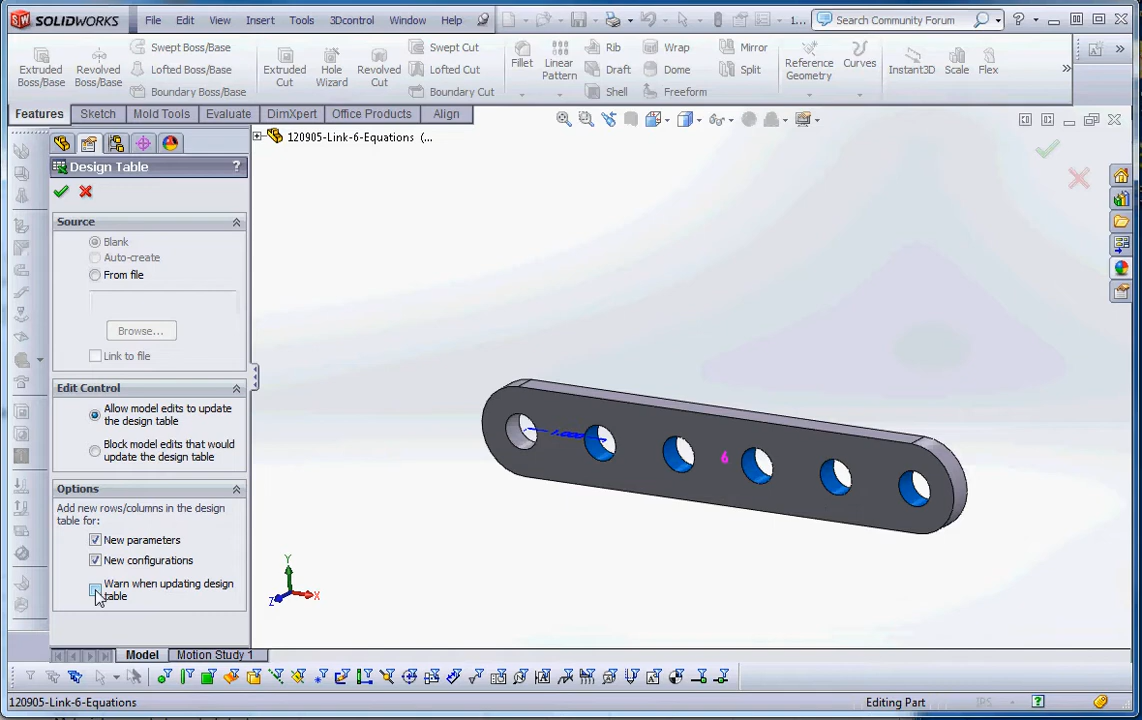 SOLIDWORKS File Edit View Insert Tools 3Dcontrol Window Help 1... Search Community Forum
Extruded Boss/Base Revolved Boss/Base Swept Boss/Base Lofted Boss/Base Boundary Boss/Base Extruded Cut Hole Wizard Revolved Cut Swept Cut Lofted Cut Boundary Cut Fillet Linear Pattern Rib Draft Shell Wrap Dome Freeform Mirror Split Reference Geometry Curves Instant3D Scale Flex
Features Sketch Mold Tools Evaluate DimXpert Office Products Align
120905-Link-6-Equations (...
Design Table ?
Source
Blank
Auto-create
From file
Browse...
Link to file
Edit Control
Allow model edits to update
the design table
Block model edits that would
update the design table
Options
Add new rows/columns in the design
table for:
New parameters
New configurations
Warn when updating design
table
6
Y
X
Z
Model Motion Study 1
120905-Link-6-Equations Editing Part IPS